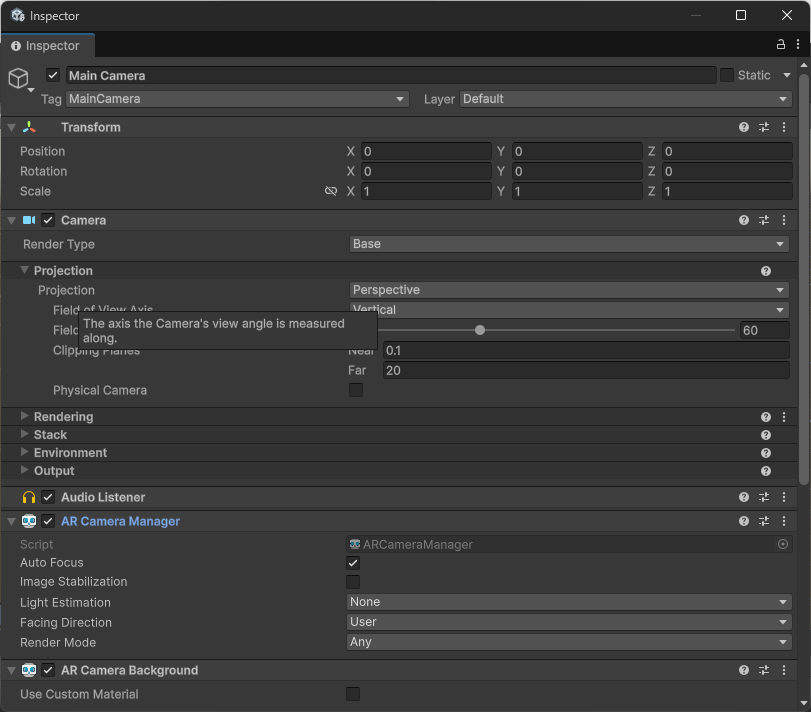 Inspector
Inspector
Main Camera Static
Tag MainCamera Layer Default
Transform
Position X 0 Y 0 Z 0
Rotation X 0 Y 0 Z 0
Scale X 1 Y 1 Z 1
Camera
Render Type Base
Projection
Projection Perspective
Field of View Axis Vertical
Field 60
The axis the Camera's view angle is measured
along.
Clipping Planes Near 0.1
Far 20
Physical Camera
Rendering
Stack
Environment
Output
Audio Listener
AR Camera Manager
Script ARCameraManager
Auto Focus
Image Stabilization
Light Estimation None
Facing Direction User
Render Mode Any
AR Camera Background
Use Custom Material